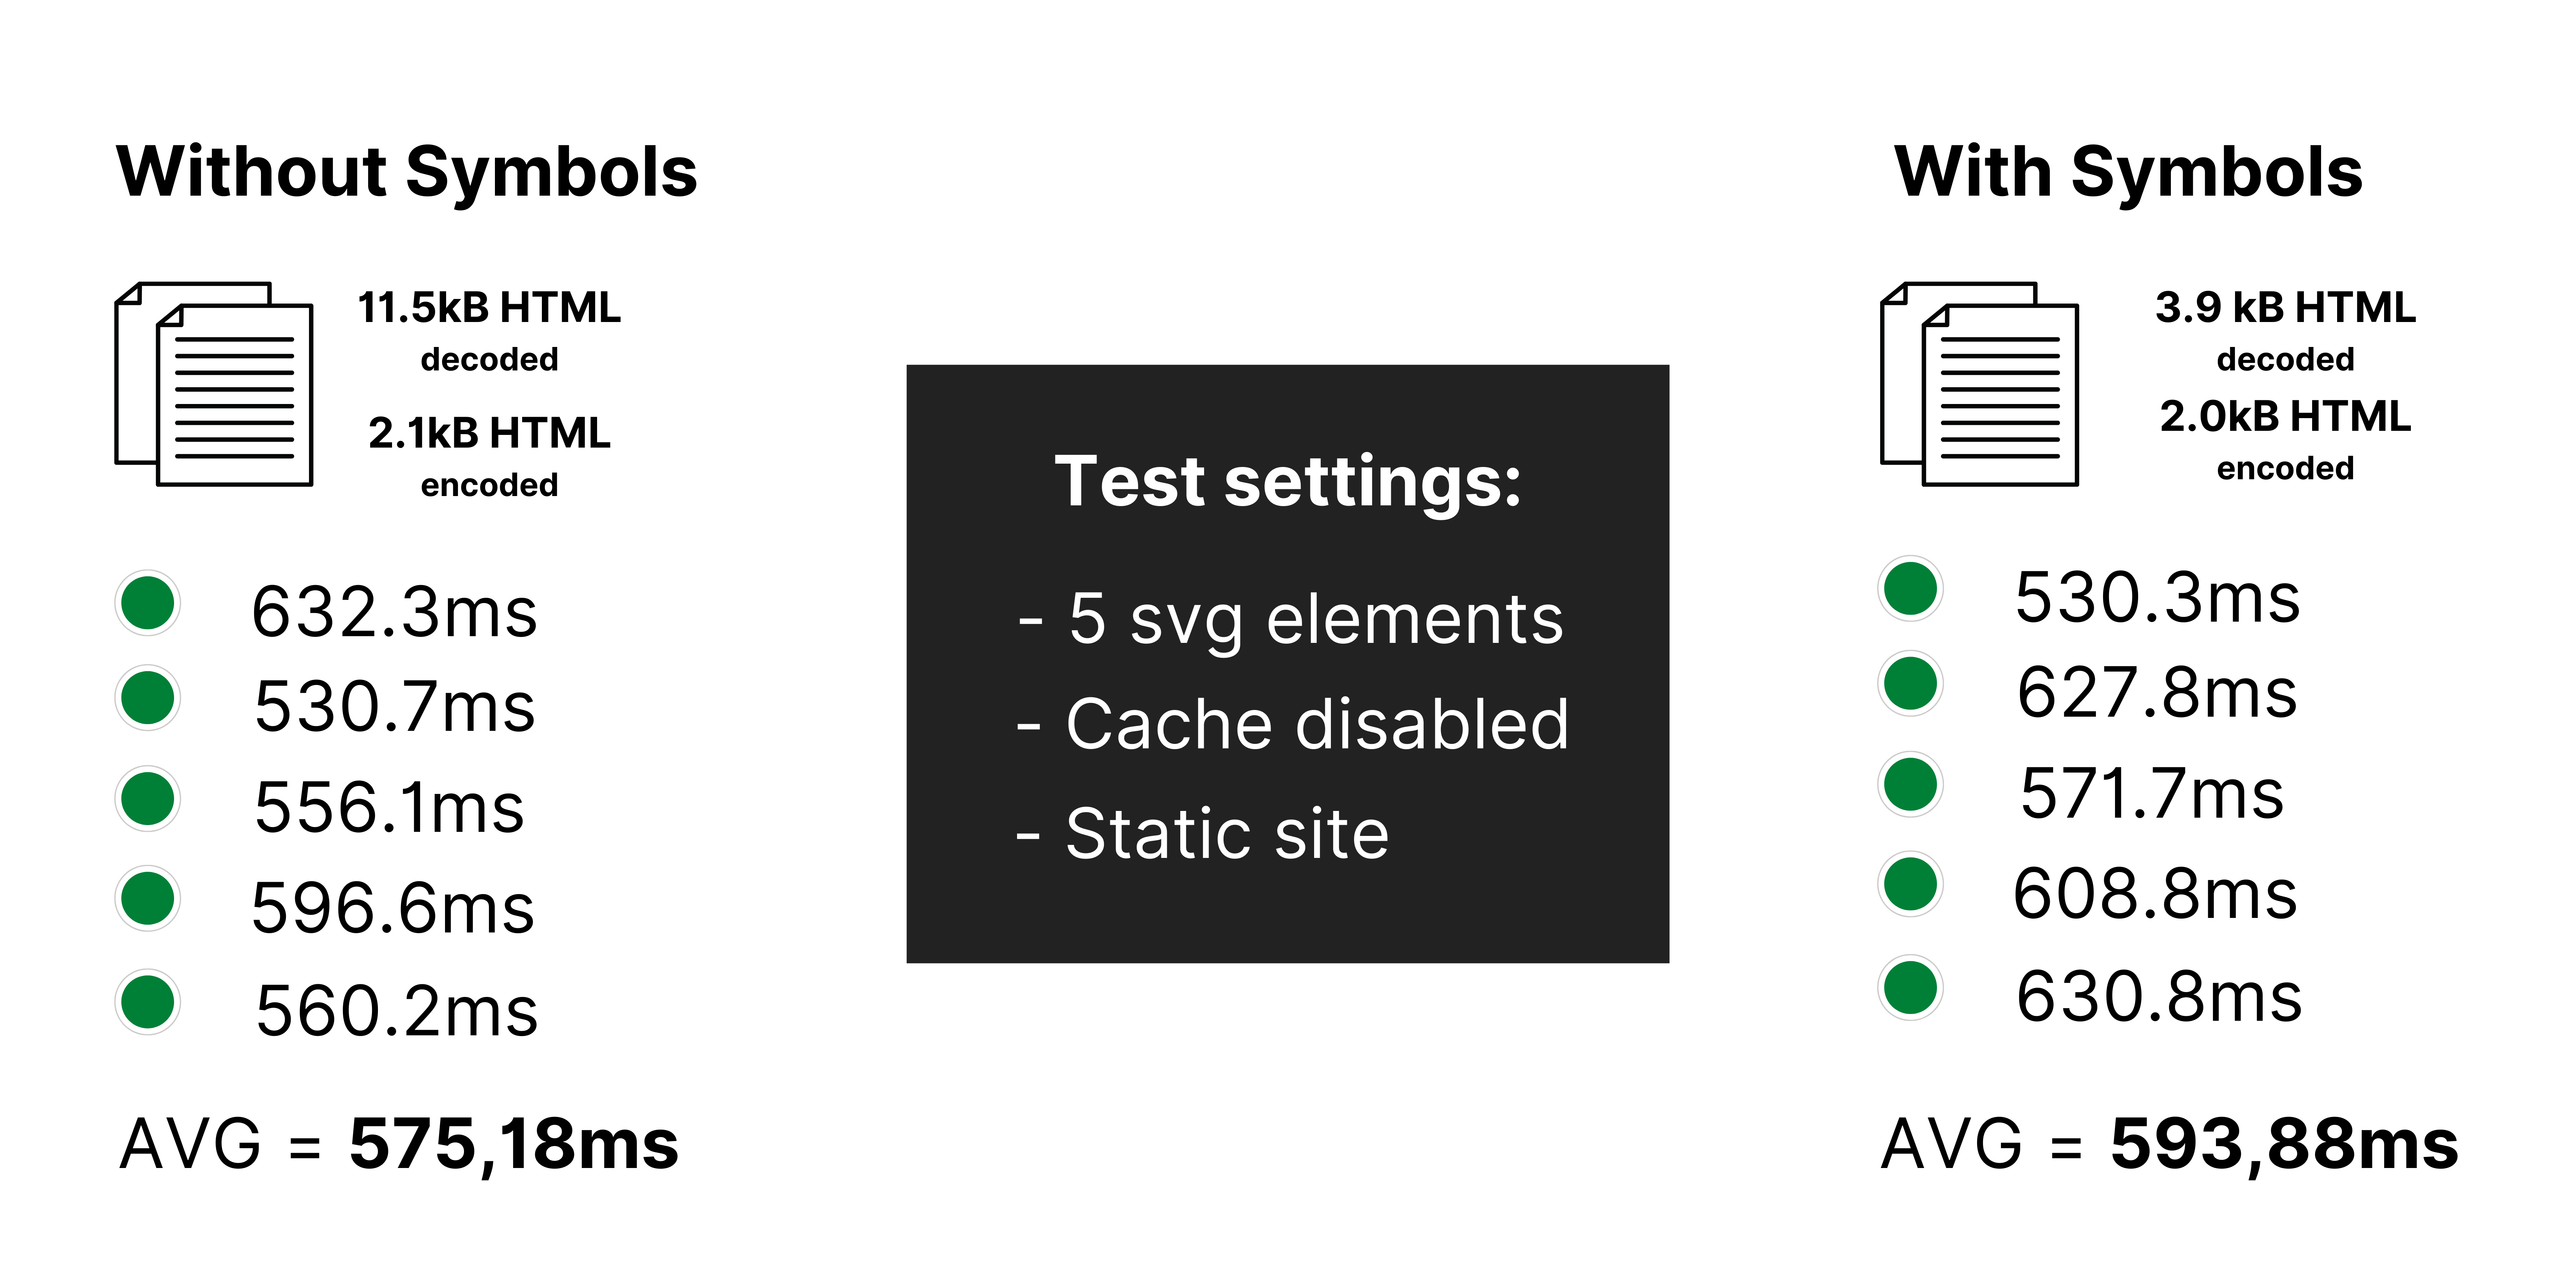 Without Symbols
11.5kB HTML
decoded
2.1kB HTML
encoded
632.3ms
530.7ms
556.1ms
596.6ms
560.2ms
AVG = 575,18ms
Test settings:
- 5 svg elements
- Cache disabled
- Static site
With Symbols
3.9 kB HTML
decoded
2.0kB HTML
encoded
530.3ms
627.8ms
571.7ms
608.8ms
630.8ms
AVG = 593,88ms